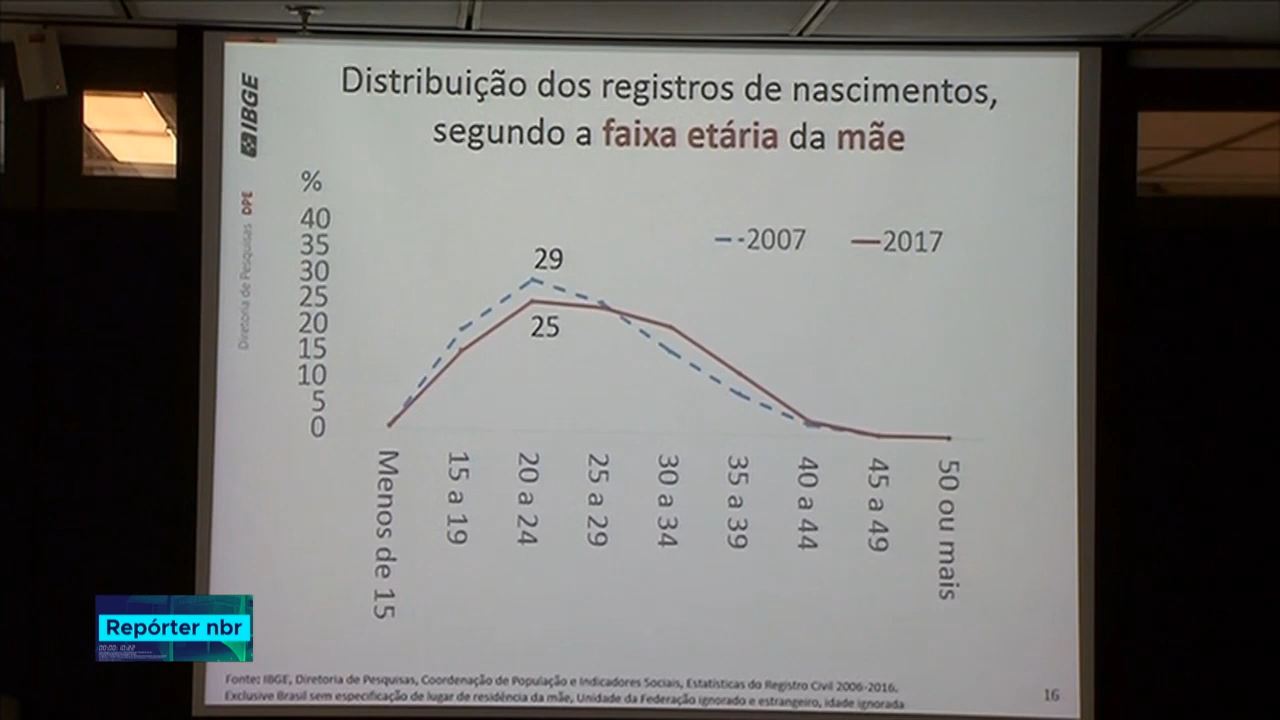 Distribuição dos registros de nascimentos,
segundo a faixa etária da mãe
IBGE
Diretoria de Pesquisas DPE
%
40
35
30
25
20
15
10
5
0
29
25
2007
2017
Menos de 15
15 a 19
20 a 24
25 a 29
30 a 34
35 a 39
40 a 44
45 a 49
50 ou mais
Repórter nbr
Fonte: IBGE, Diretoria de Pesquisas, Coordenação de População e Indicadores Sociais, Estatísticas do Registro Civil 2006-2016.
Exclusive Brasil sem especificação de lugar de residência da mãe, Unidade da Federação ignorado e estrangeiro, idade ignorada
16